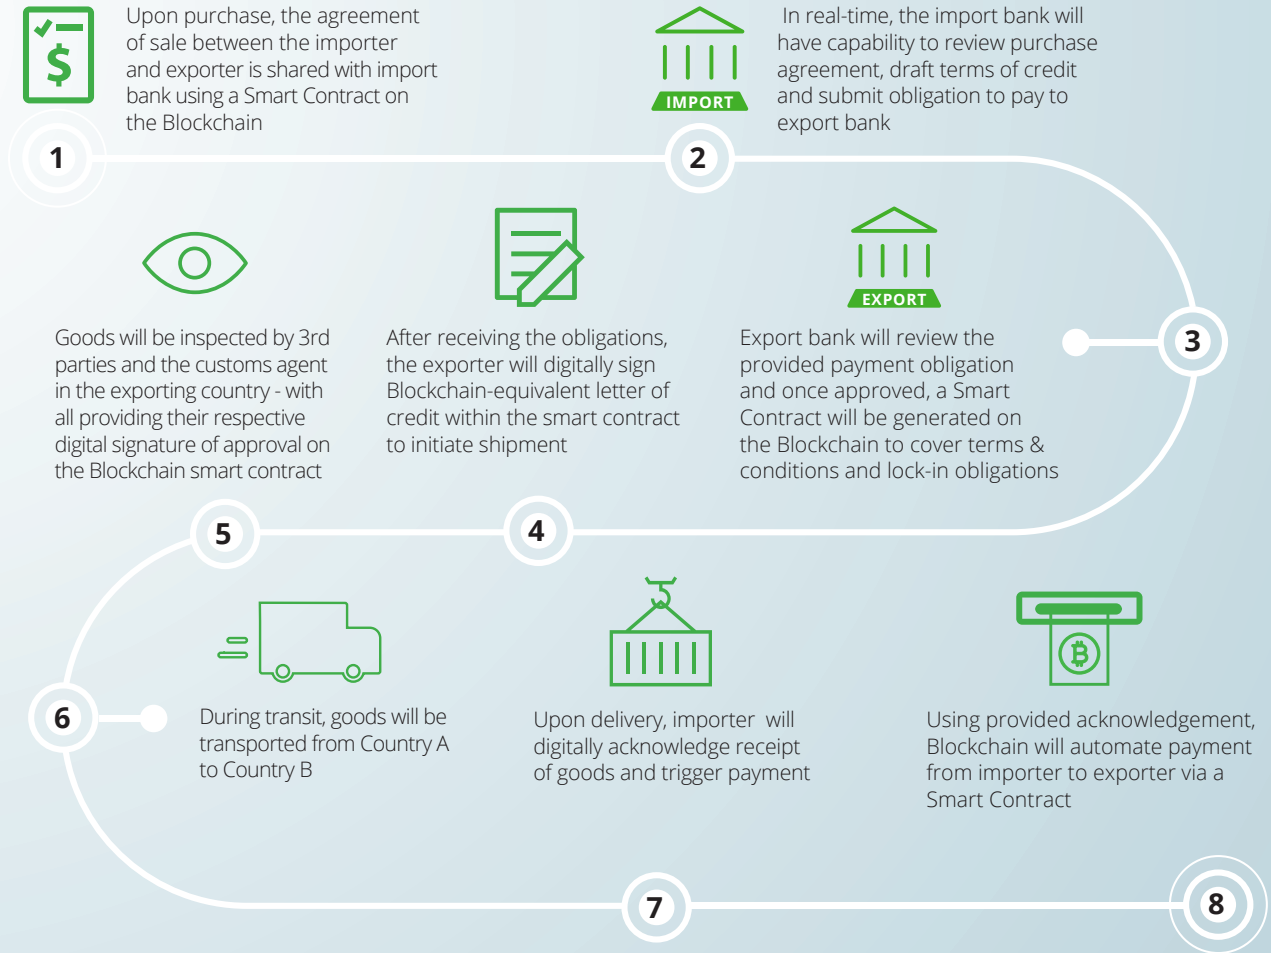 Upon purchase, the agreement
of sale between the importer
and exporter is shared with import
bank using a Smart Contract on
the Blockchain
1
In real-time, the import bank will
have capability to review purchase
agreement, draft terms of credit
and submit obligation to pay to
export bank
$
IMPORT
2
Export bank will review the
provided payment obligation
and once approved, a Smart
Contract will be generated on
the Blockchain to cover terms &
conditions and lock-in obligations
EXPORT
3
After receiving the obligations,
the exporter will digitally sign
Blockchain-equivalent letter of
credit within the smart contract
to initiate shipment
4
Goods will be inspected by 3rd
parties and the customs agent
in the exporting country - with
all providing their respective
digital signature of approval on
the Blockchain smart contract
5
6
During transit, goods will be
transported from Country A
to Country B
Upon delivery, importer will
digitally acknowledge receipt
of goods and trigger payment
7
Using provided acknowledgement,
Blockchain will automate payment
from importer to exporter via a
Smart Contract
8